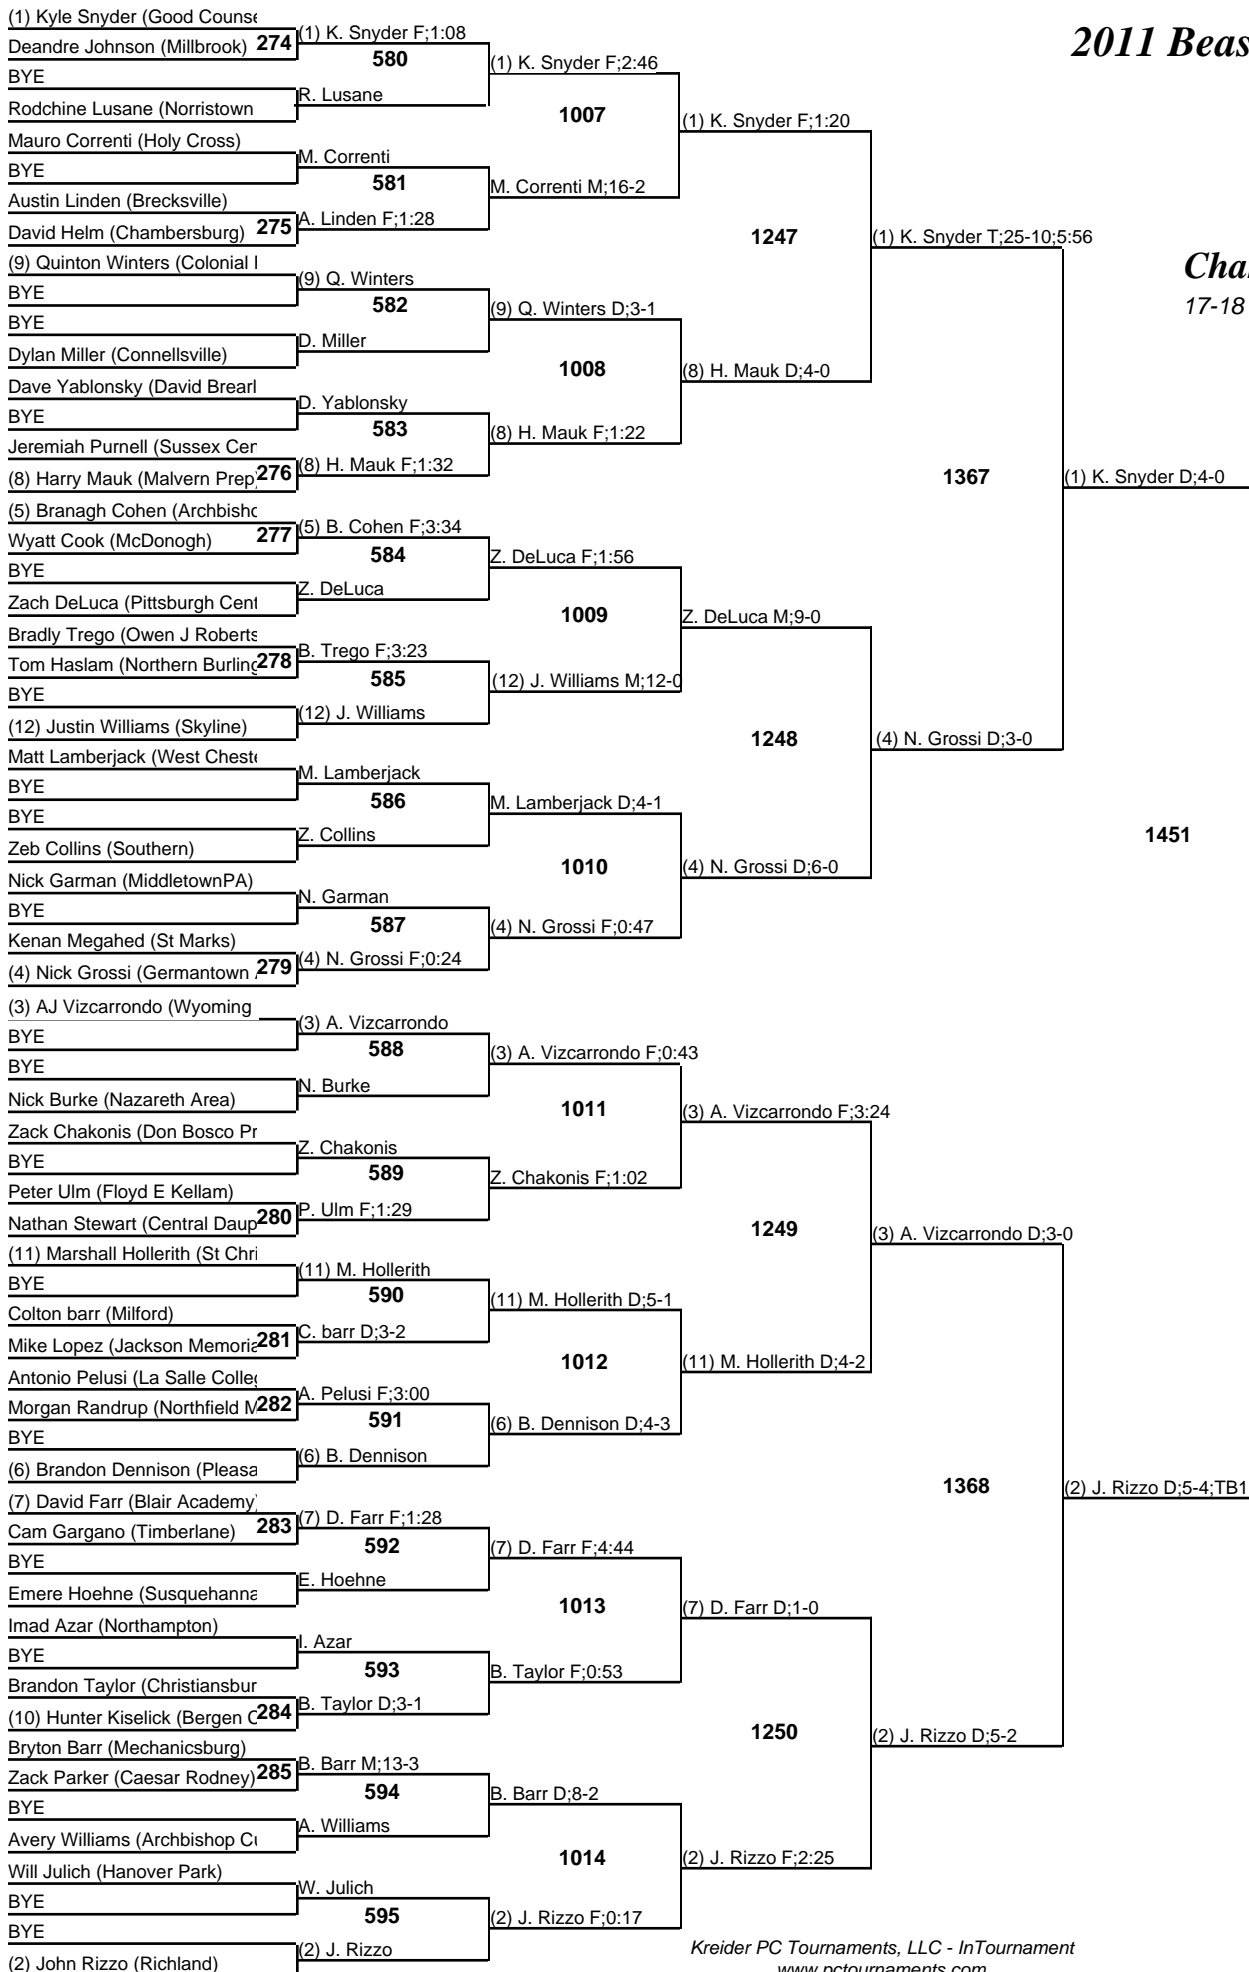 (1) Kyle Snyder (Good Counse
Deandre Johnson (Millbrook) 274
BYE
Rodchine Lusane (Norristown
Mauro Correnti (Holy Cross)
BYE
Austin Linden (Brecksville)
David Helm (Chambersburg) 275
(9) Quinton Winters (Colonial
BYE
BYE
Dylan Miller (Connellsville)
Dave Yablonsky (David Brearl
BYE
Jeremiah Purnell (Sussex Cen
(8) Harry Mauk (Malvern Prep) 276
(5) Branagh Cohen (Archbisho
Wyatt Cook (McDonogh) 277
BYE
Zach DeLuca (Pittsburgh Cent
Bradly Trego (Owen J Roberts
Tom Haslam (Northern Burling 278
BYE
(12) Justin Williams (Skyline)
Matt Lamberjack (West Cheste
BYE
BYE
Zeb Collins (Southern)
Nick Garman (MiddletownPA)
BYE
Kenan Megahed (St Marks)
(4) Nick Grossi (Germantown 279
(3) AJ Vizcarrondo (Wyoming
BYE
BYE
Nick Burke (Nazareth Area)
Zack Chakonis (Don Bosco Pr
BYE
Peter Ulm (Floyd E Kellam)
Nathan Stewart (Central Daup 280
(11) Marshall Hollerith (St Chri
BYE
Colton barr (Milford)
Mike Lopez (Jackson Memoria 281
Antonio Pelusi (La Salle Colleg
Morgan Randrup (Northfield M 282
BYE
(6) Brandon Dennison (Pleasa
(7) David Farr (Blair Academy)
Cam Gargano (Timberlane) 283
BYE
Emere Hoehne (Susquehanna
Imad Azar (Northampton)
BYE
Brandon Taylor (Christiansbur
(10) Hunter Kiselick (Bergen C 284
Bryton Barr (Mechanicsburg)
Zack Parker (Caesar Rodney) 285
BYE
Avery Williams (Archbishop Cu
Will Julich (Hanover Park)
BYE
BYE
(2) John Rizzo (Richland)
(1) K. Snyder F;1:08
580
R. Lusane
M. Correnti
581
A. Linden F;1:28
(9) Q. Winters
582
D. Miller
D. Yablonsky
583
(8) H. Mauk F;1:32
(5) B. Cohen F;3:34
584
Z. DeLuca
B. Trego F;3:23
585
(12) J. Williams
M. Lamberjack
586
Z. Collins
N. Garman
587
(4) N. Grossi F;0:24
(3) A. Vizcarrondo
588
N. Burke
Z. Chakonis
589
P. Ulm F;1:29
(11) M. Hollerith
590
C. barr D;3-2
A. Pelusi F;3:00
591
(6) B. Dennison
(7) D. Farr F;1:28
592
E. Hoehne
I. Azar
593
B. Taylor D;3-1
B. Barr M;13-3
594
A. Williams
W. Julich
595
(2) J. Rizzo
(1) K. Snyder F;2:46
1007
M. Correnti M;16-2
(9) Q. Winters D;3-1
1008
(8) H. Mauk F;1:22
Z. DeLuca F;1:56
1009
(12) J. Williams M;12-0
M. Lamberjack D;4-1
1010
(4) N. Grossi F;0:47
(3) A. Vizcarrondo F;0:43
1011
Z. Chakonis F;1:02
(11) M. Hollerith D;5-1
1012
(6) B. Dennison D;4-3
(7) D. Farr F;4:44
1013
B. Taylor F;0:53
B. Barr D;8-2
1014
(2) J. Rizzo F;0:17
(1) K. Snyder F;1:20
1247
(8) H. Mauk D;4-0
Z. DeLuca M;9-0
1248
(4) N. Grossi D;6-0
(3) A. Vizcarrondo F;3:24
1249
(11) M. Hollerith D;4-2
(7) D. Farr D;1-0
1250
(2) J. Rizzo F;2:25
(1) K. Snyder T;25-10;5:56
1367
(4) N. Grossi D;3-0
(3) A. Vizcarrondo D;3-0
1368
(2) J. Rizzo D;5-2
(1) K. Snyder D;4-0
1451
(2) J. Rizzo D;5-4;TB1
2011 Beas
Cha
17-18
Kreider PC Tournaments, LLC - InTournament
www.pctournaments.com